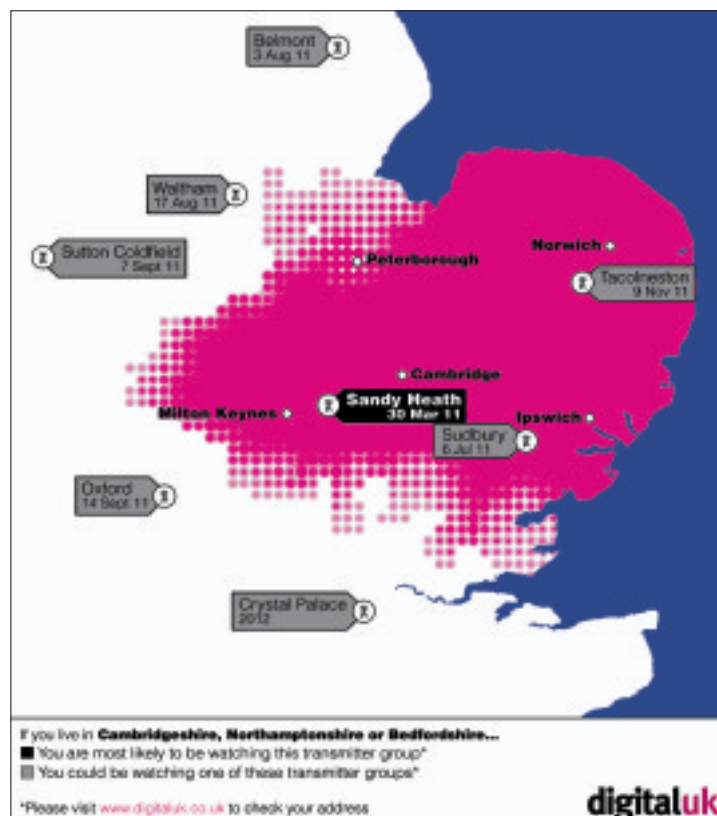 Belmont
3 Aug 11
Waltham
17 Aug 11
Sutton Coldfield
7 Sept 11
Peterborough
Norwich
Tacolneston
9 Nov 11
Cambridge
Sandy Heath
30 Mar 11
Milton Keynes
Ipswich
Sudbury
6 Jul 11
Oxford
14 Sept 11
Crystal Palace
2012
If you live in Cambridgeshire, Northamptonshire or Bedfordshire...
You are most likely to be watching this transmitter group*
You could be watching one of these transmitter groups*
*Please visit www.digitaluk.co.uk to check your address
digitaluk